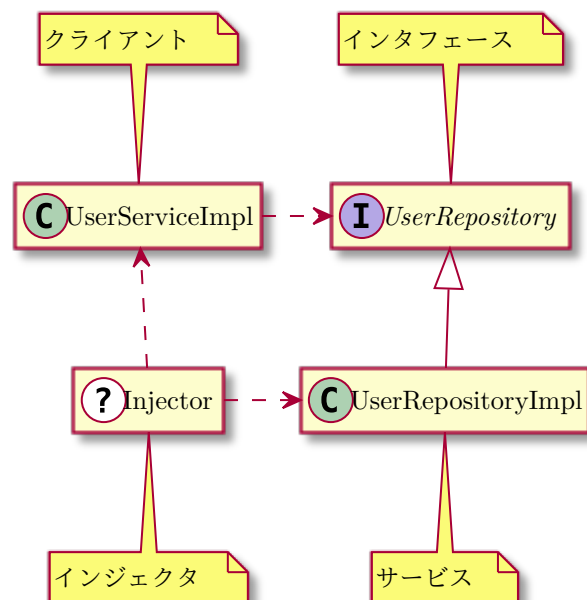 クライアント
インタフェース
C UserServiceImpl
I UserRepository
? Injector
C UserRepositoryImpl
インジェクタ
サービス